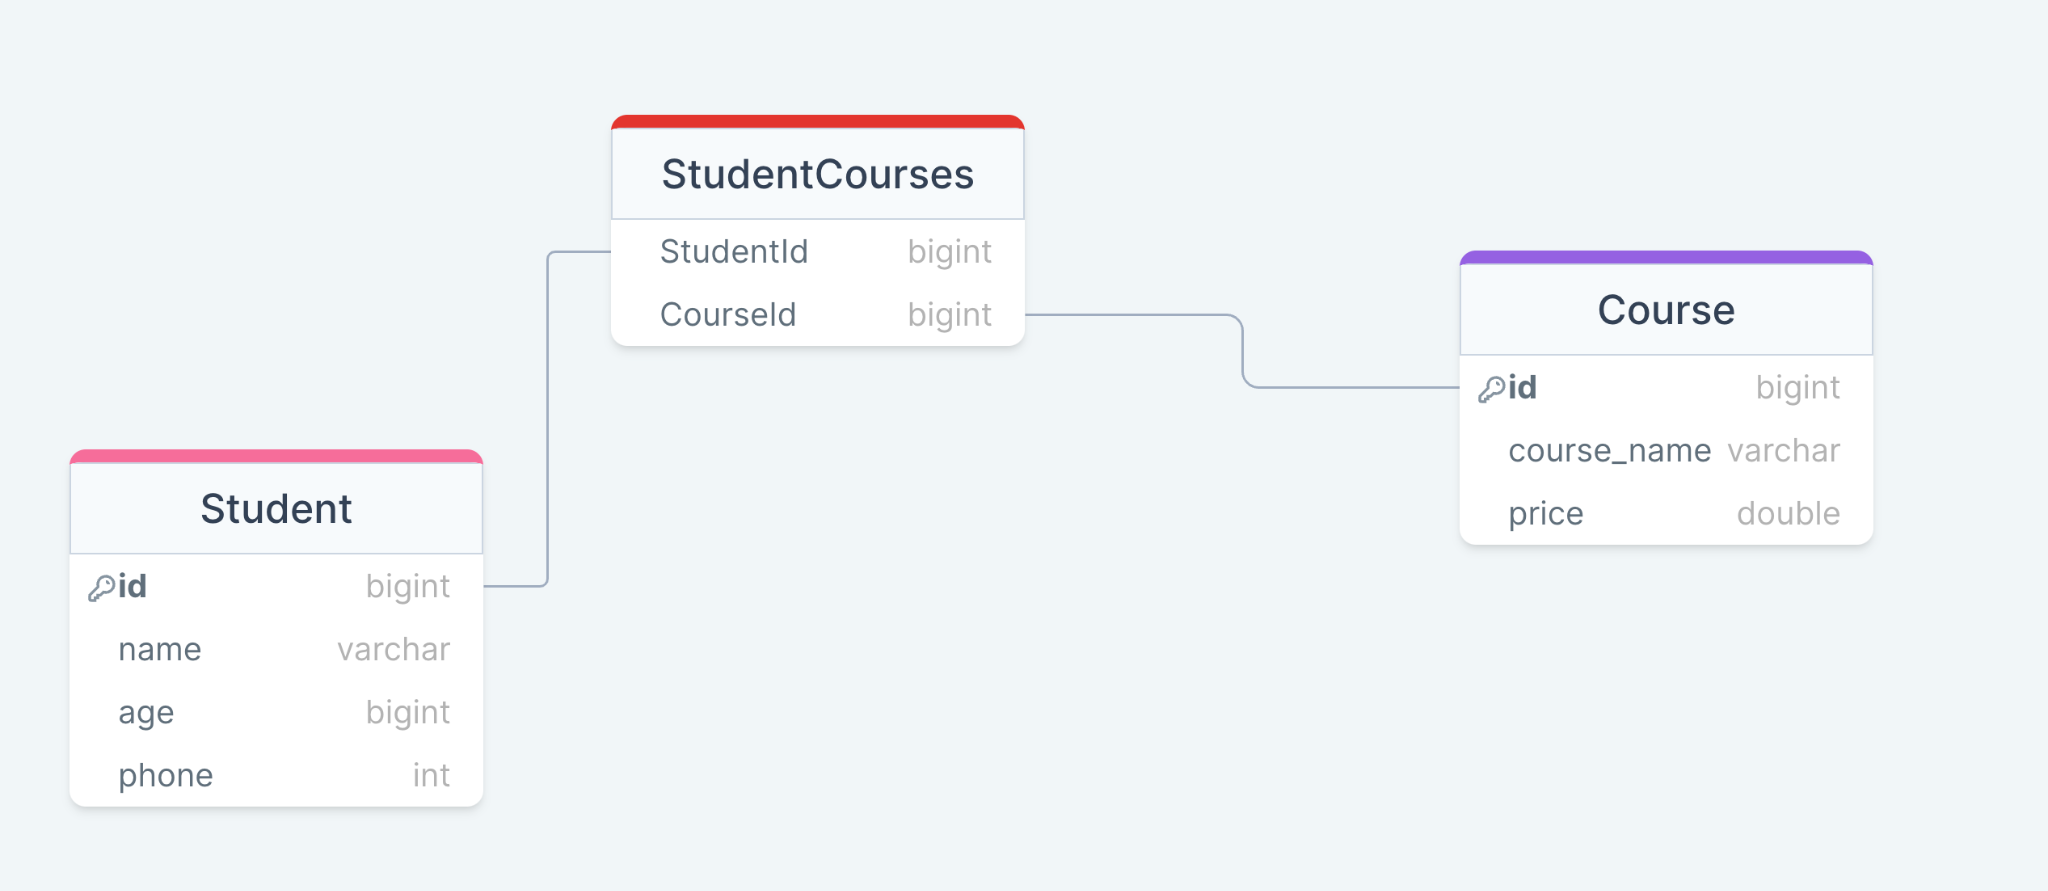 StudentCourses
StudentId bigint
CourseId bigint
Course
id bigint
course_name varchar
price double
Student
id bigint
name varchar
age bigint
phone int